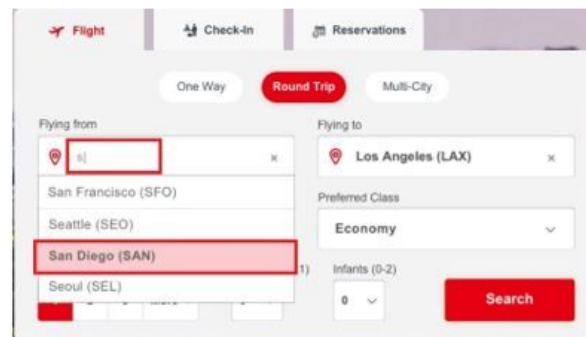 Flight
Check-In
Reservations
One Way
Round Trip
Multi-City
Flying from
Flying to
s
Los Angeles (LAX)
San Francisco (SFO)
Preferred Class
Seattle (SEO)
Economy
San Diego (SAN)
Infants (0-2)
Seoul (SEL)
0
Search